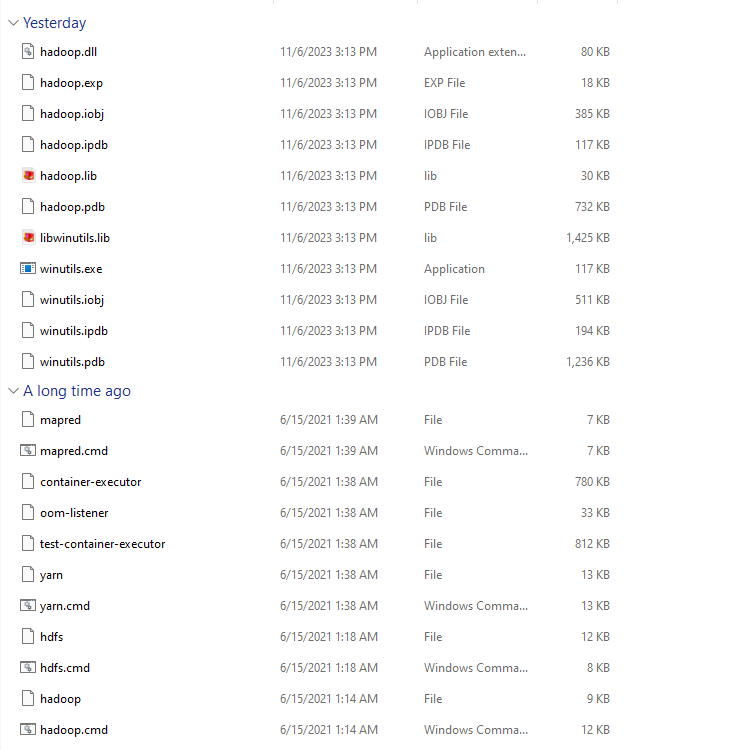 Yesterday
hadoop.dll 11/6/2023 3:13 PM Application exten... 80 KB
hadoop.exp 11/6/2023 3:13 PM EXP File 18 KB
hadoop.iobj 11/6/2023 3:13 PM IOBJ File 385 KB
hadoop.ipdb 11/6/2023 3:13 PM IPDB File 117 KB
hadoop.lib 11/6/2023 3:13 PM lib 30 KB
hadoop.pdb 11/6/2023 3:13 PM PDB File 732 KB
libwinutils.lib 11/6/2023 3:13 PM lib 1,425 KB
winutils.exe 11/6/2023 3:13 PM Application 117 KB
winutils.iobj 11/6/2023 3:13 PM IOBJ File 511 KB
winutils.ipdb 11/6/2023 3:13 PM IPDB File 194 KB
winutils.pdb 11/6/2023 3:13 PM PDB File 1,236 KB
A long time ago
mapred 6/15/2021 1:39 AM File 7 KB
mapred.cmd 6/15/2021 1:39 AM Windows Comma... 7 KB
container-executor 6/15/2021 1:38 AM File 780 KB
oom-listener 6/15/2021 1:38 AM File 33 KB
test-container-executor 6/15/2021 1:38 AM File 812 KB
yarn 6/15/2021 1:38 AM File 13 KB
yarn.cmd 6/15/2021 1:38 AM Windows Comma... 13 KB
hdfs 6/15/2021 1:18 AM File 12 KB
hdfs.cmd 6/15/2021 1:18 AM Windows Comma... 8 KB
hadoop 6/15/2021 1:14 AM File 9 KB
hadoop.cmd 6/15/2021 1:14 AM Windows Comma... 12 KB